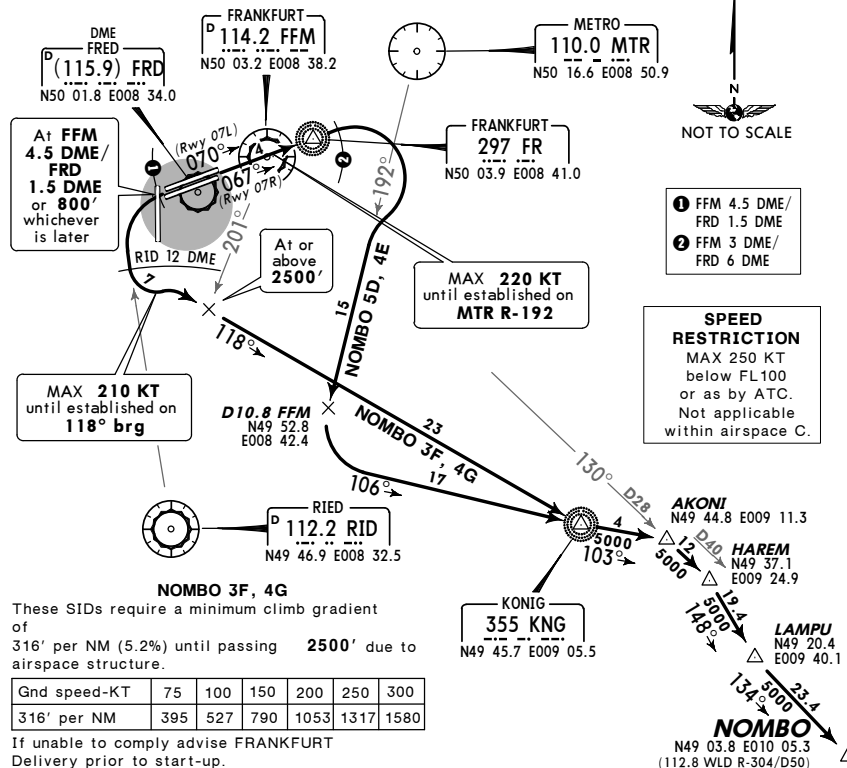 DME
FRED
D (115.9) FRD
N50 01.8 E008 34.0
FRANKFURT
D 114.2 FFM
N50 03.2 E008 38.2
METRO
110.0 MTR
N50 16.6 E008 50.9
N
NOT TO SCALE
At FFM
4.5 DME/
FRD
1.5 DME
or 800'
whichever
is later
1
(Rwy 07L)
070°
4
067°
(Rwy 07R)
2
FRANKFURT
297 FR
N50 03.9 E008 41.0
192°
201°
RID 12 DME
7
At or
above
2500'
1 FFM 4.5 DME/
FRD 1.5 DME
2 FFM 3 DME/
FRD 6 DME
MAX 220 KT
until established on
MTR R-192
15
NOMBO 5D, 4E
118°
SPEED
RESTRICTION
MAX 250 KT
below FL100
or as by ATC.
Not applicable
within airspace C.
MAX 210 KT
until established on
118° brg
D10.8 FFM
N49 52.8
E008 42.4
23
NOMBO 3F, 4G
17
106°
130°
D28
RIED
D 112.2 RID
N49 46.9 E008 32.5
AKONI
N49 44.8 E009 11.3
4
5000
103°
12
5000
D40
HAREM
N49 37.1
E009 24.9
19.4
5000
148°
KONIG
355 KNG
N49 45.7 E009 05.5
LAMPU
N49 20.4
E009 40.1
23.4
5000
134°
NOMBO
N49 03.8 E010 05.3
(112.8 WLD R-304/D50)
NOMBO 3F, 4G
These SIDs require a minimum climb gradient
of
316' per NM (5.2%) until passing 2500' due to
airspace structure.
Gnd speed-KT 75 100 150 200 250 300
316' per NM 395 527 790 1053 1317 1580
If unable to comply advise FRANKFURT
Delivery prior to start-up.